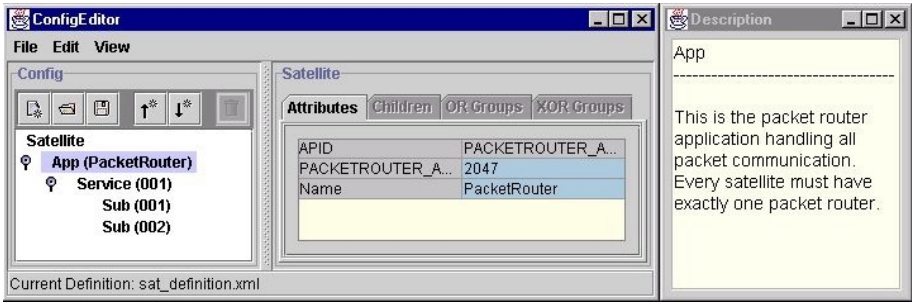 ConfigEditor
File Edit View
Config
Satellite
App (PacketRouter)
Service (001)
Sub (001)
Sub (002)
Satellite
Attributes Children OR Groups XOR Groups
APID PACKETROUTER_A...
PACKETROUTER_A... 2047
Name PacketRouter
Current Definition: sat_definition.xml
Description
App
----------------------------------
This is the packet router
application handling all
packet communication.
Every satellite must have
exactly one packet router.